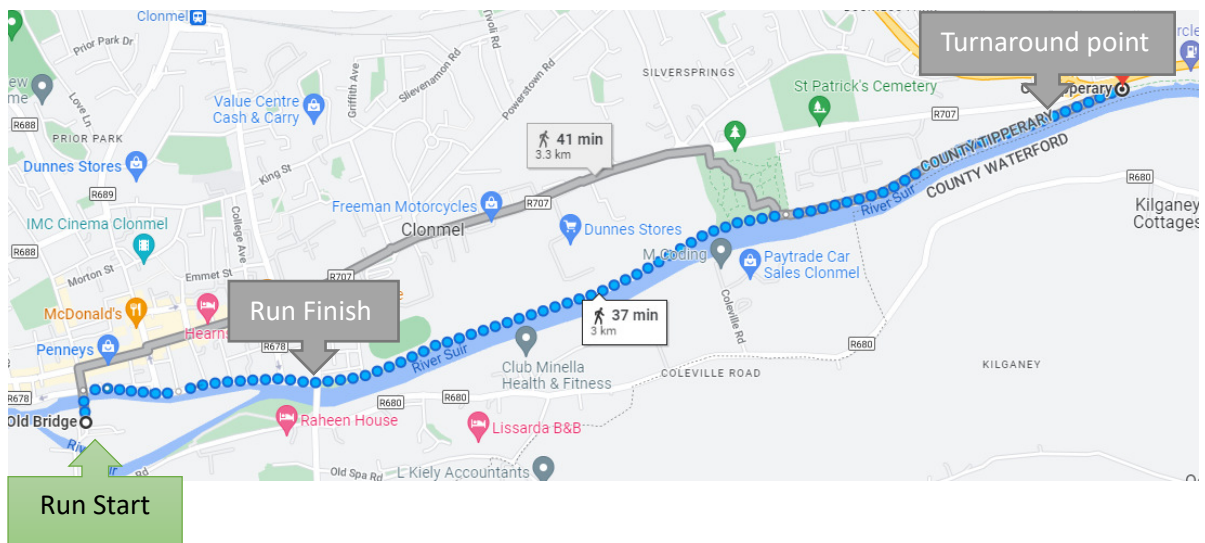 Clonmel
Prior Park Dr
Love Ln
R688
PRIOR PARK
Dunnes Stores
R689
IMC Cinema Clonmel
R688
Morton St
McDonald's
Penneys
R678
Old Bridge
Run Start
Value Centre
Cash & Carry
Griffith Ave
Slievenamon Rd
Powerstown Rd
King St
College Ave
Emmet St
R707
Run Finish
R678
Freeman Motorcycles
Clonmel
R707
41 min
3.3 km
SILVERSPRINGS
St Patrick's Cemetery
Turnaround point
R707
COUNTY TIPPERARY
COUNTY WATERFORD
River Suir
R680
Kilganey
Cottages
Dunnes Stores
Paytrade Car
Sales Clonmel
Coleville Rd
37 min
3 km
River Suir
Club Minella
Health & Fitness
COLEVILLE ROAD
R680
KILGANEY
R680
R680
Raheen House
Lissarda B&B
Old Spa Rd
L Kiely Accountants